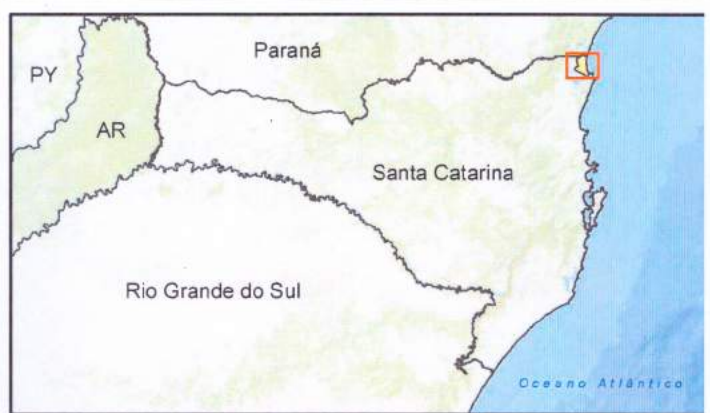 Paraná
PY
AR
Santa Catarina
Rio Grande do Sul
Oceano Atlântico